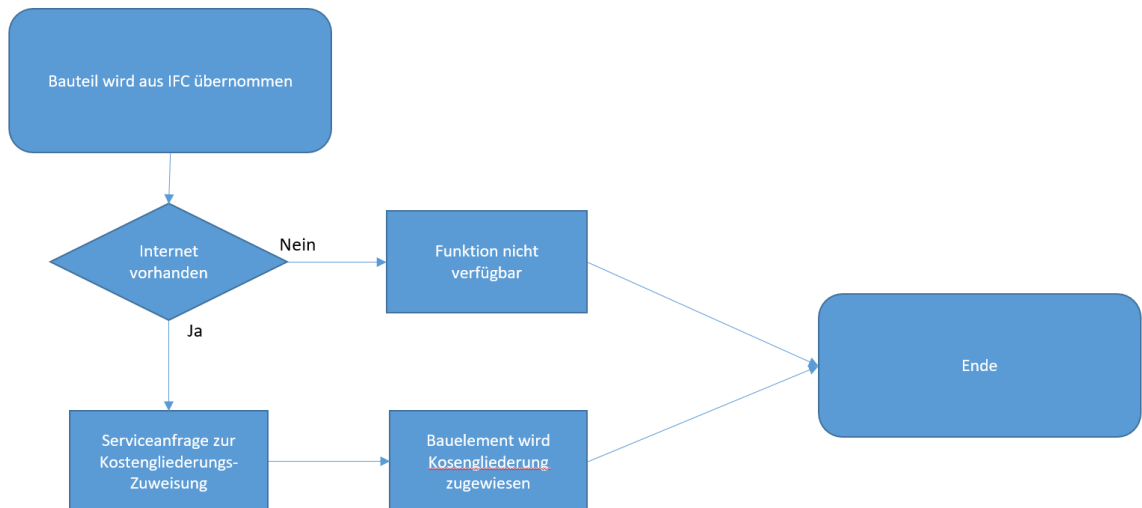 Bauteil wird aus IFC übernommen
Internet
vorhanden
Nein
Funktion nicht
verfügbar
Ja
Ende
Serviceanfrage zur
Kostengliederungs-
Zuweisung
Bauelement wird
Kosengliederung
zugewiesen